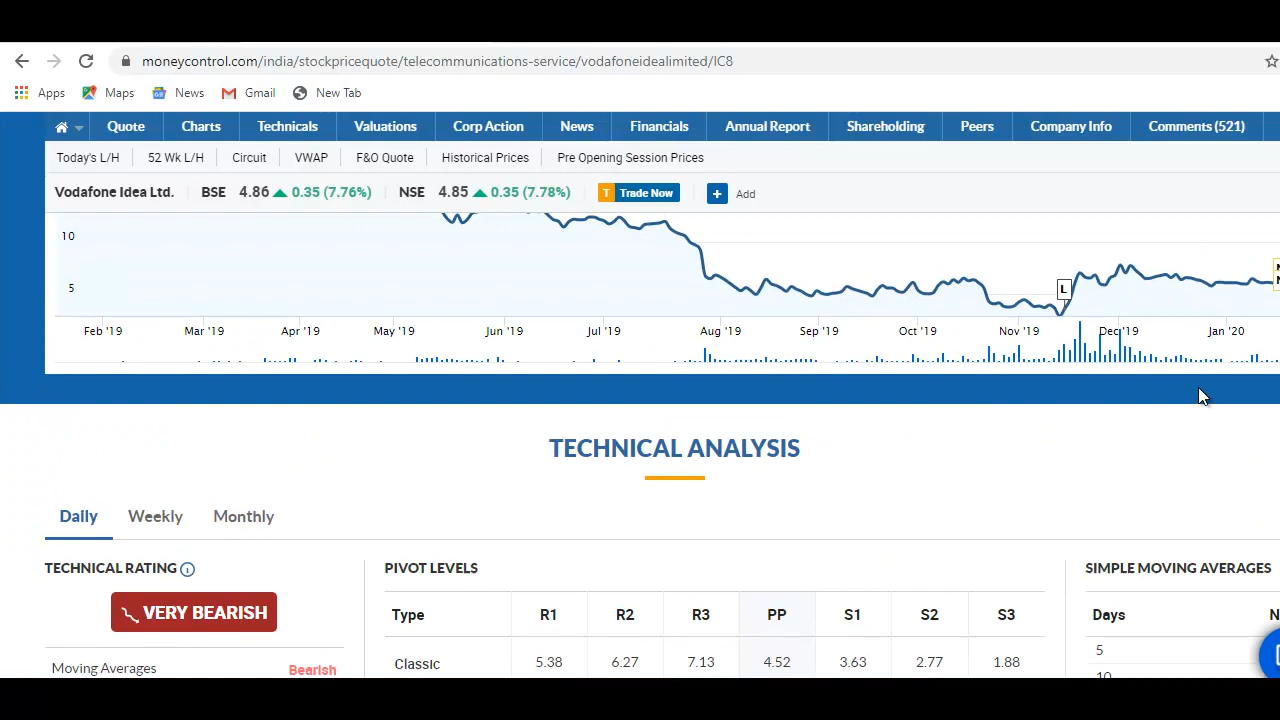 moneycontrol.com/india/stockpricequote/telecommunications-service/vodafoneidealimited/IC8
Apps Maps News Gmail New Tab
Quote Charts Technicals Valuations Corp Action News Financials Annual Report Shareholding Peers Company Info Comments (521)
Today's L/H 52 Wk L/H Circuit VWAP F&O Quote Historical Prices Pre Opening Session Prices
Vodafone Idea Ltd. BSE 4.86 0.35 (7.76%) NSE 4.85 0.35 (7.78%) T Trade Now + Add
10
5
L
Feb '19 Mar '19 Apr '19 May '19 Jun '19 Jul '19 Aug '19 Sep '19 Oct '19 Nov '19 Dec '19 Jan '20
TECHNICAL ANALYSIS
Daily Weekly Monthly
TECHNICAL RATING PIVOT LEVELS SIMPLE MOVING AVERAGES
VERY BEARISH
Type R1 R2 R3 PP S1 S2 S3
Days
Moving Averages Bearish
Classic 5.38 6.27 7.13 4.52 3.63 2.77 1.88
5
10